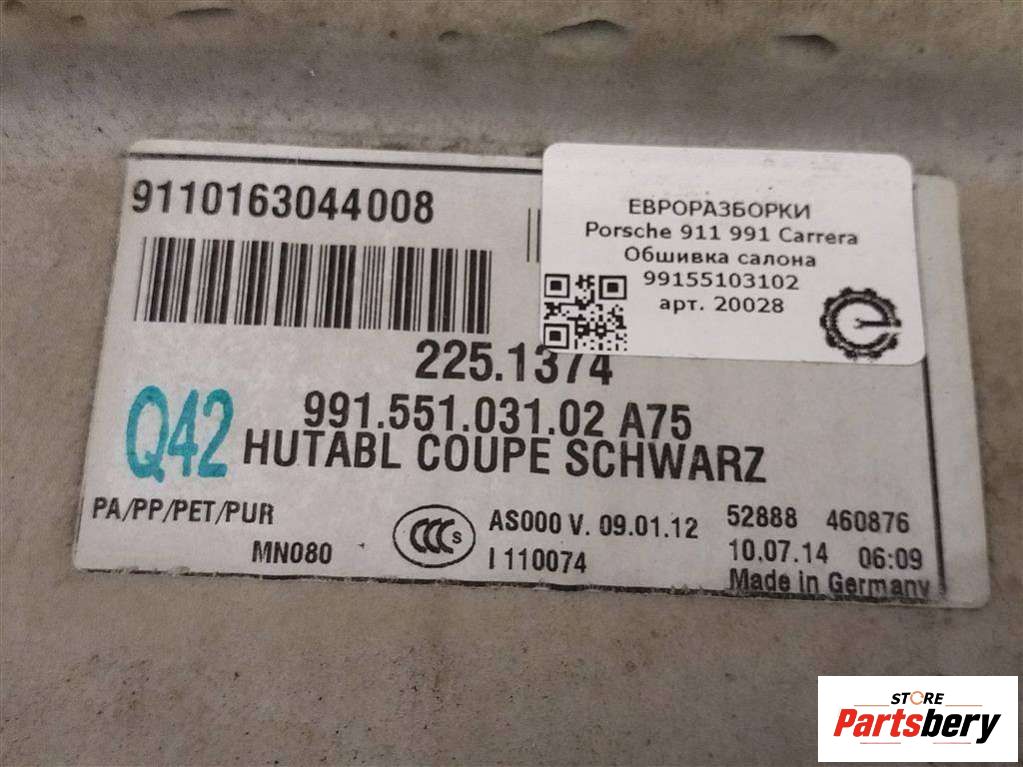 9110163044008
ЕВРОРАЗБОРКИ
Porsche 911 991 Carrera
Обшивка салона
99155103102
арт. 20028
225.1374
991.551.031.02 A75
Q42 HUTABL COUPE SCHWARZ
PA/PP/PET/PUR
MN080
CCC S
AS000 V. 09.01.12
I 110074
52888 460876
10.07.14 06:09
Made in Germany
STORE
Partsbery